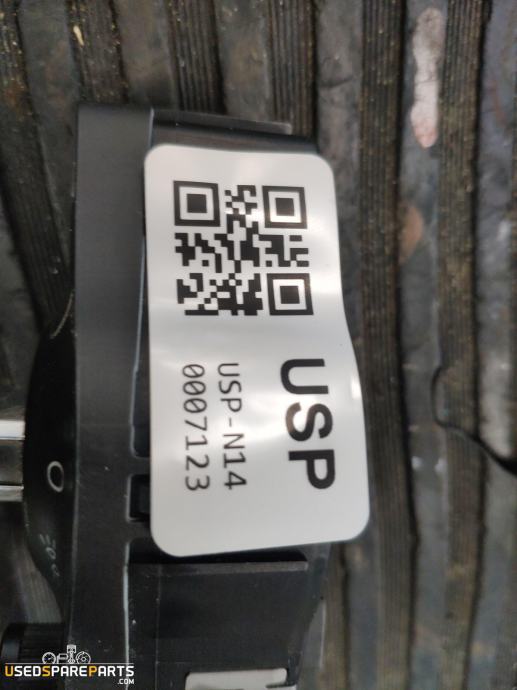 USP
USP-N14
0007123
USEDSPAREPARTS
.COM